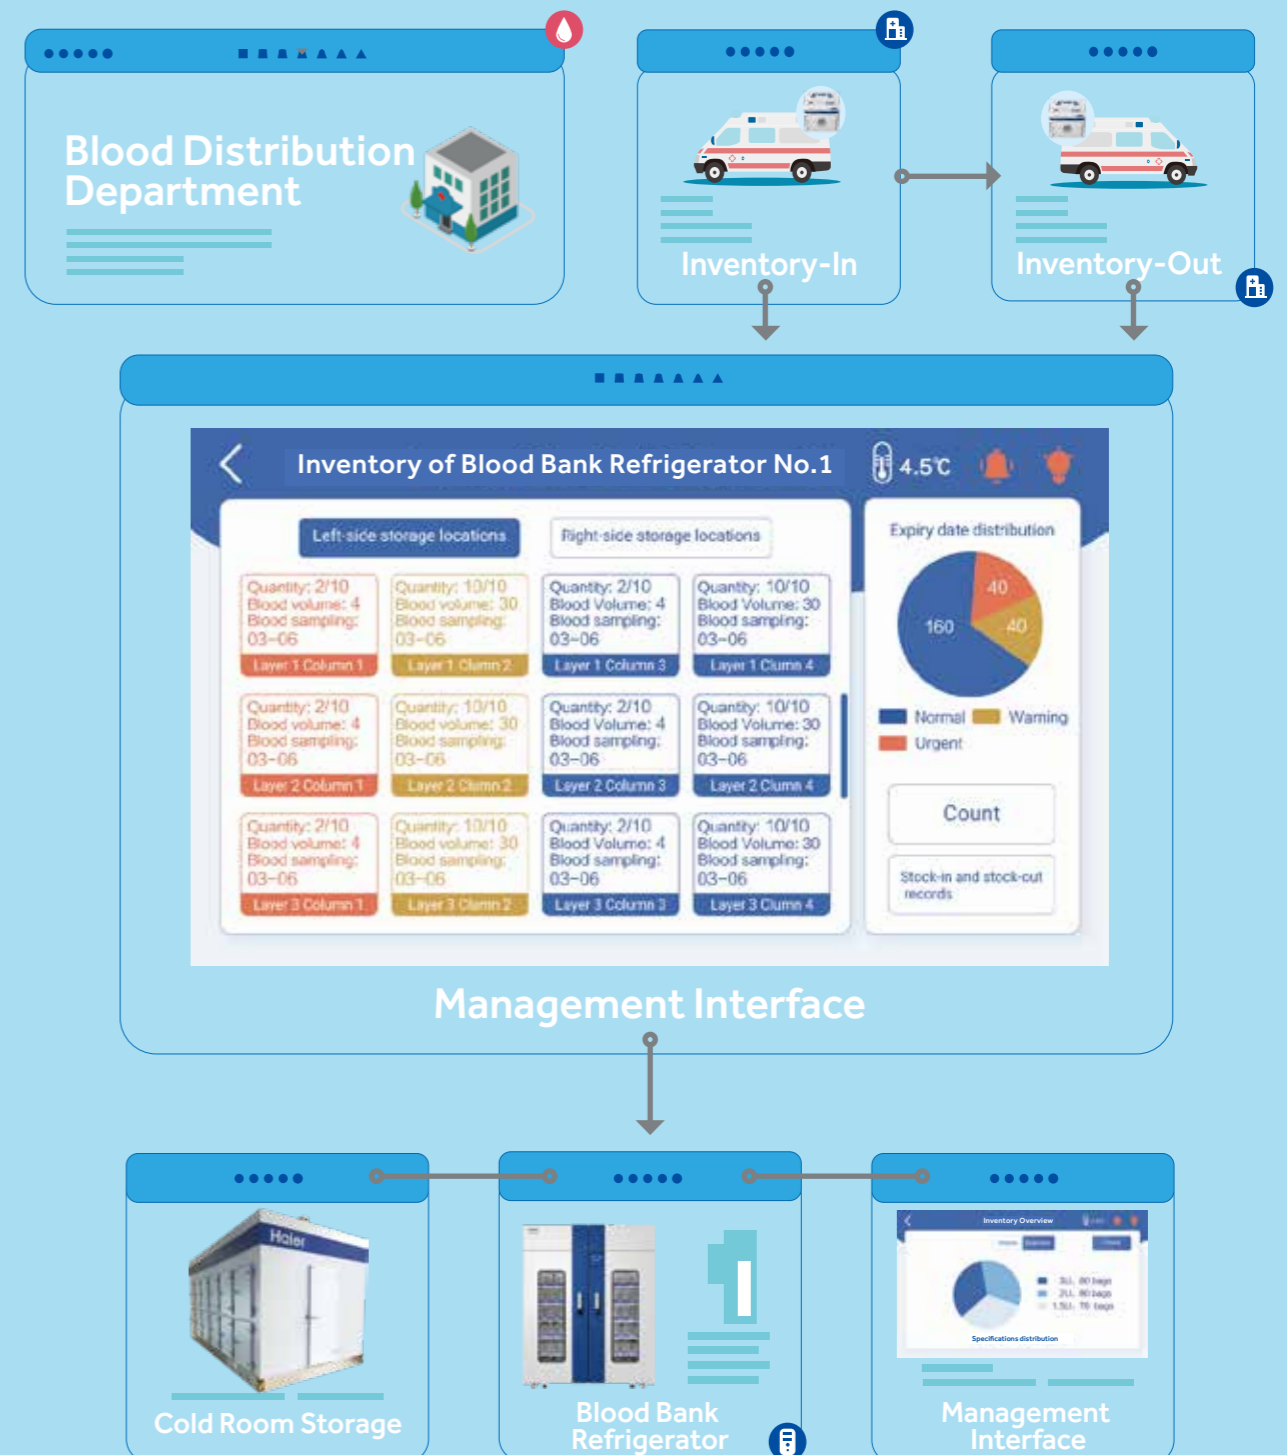 Blood Distribution
Department
Inventory-In
Inventory-Out
Inventory of Blood Bank Refrigerator No.1
4.5℃
Left-side storage locations
Right-side storage locations
Quantity: 2/10
Blood volume: 4
Blood sampling:
03-06
Layer 1 Column 1
Quantity: 10/10
Blood volume: 30
Blood sampling:
03-06
Layer 1 Clumn 2
Quantity: 2/10
Blood Volume: 4
Blood sampling:
03-06
Layer 1 Column 3
Quantity: 10/10
Blood Volume: 30
Blood sampling:
03-06
Layer 1 Clumn 4
Quantity: 2/10
Blood volume: 4
Blood sampling:
03-06
Layer 2 Column 1
Quantity: 10/10
Blood volume: 30
Blood sampling:
03-06
Layer 2 Clumn 2
Quantity: 2/10
Blood Volume: 4
Blood sampling:
03-06
Layer 2 Column 3
Quantity: 10/10
Blood Volume: 30
Blood sampling:
03-06
Layer 2 Clumn 4
Quantity: 2/10
Blood volume: 4
Blood sampling:
03-06
Layer 3 Column 1
Quantity: 10/10
Blood volume: 30
Blood sampling:
03-06
Layer 3 Clumn 2
Quantity: 2/10
Blood Volume: 4
Blood sampling:
03-06
Layer 3 Column 3
Quantity: 10/10
Blood Volume: 30
Blood sampling:
03-06
Layer 3 Clumn 4
Expiry date distribution
40
160
40
Normal
Warning
Urgent
Count
Stock-in and stock-out
records
Management Interface
Haier
Cold Room Storage
Blood Bank
Refrigerator
Inventory Overview
3U, 80 bags
2U, 80 bags
1.5U, 70 bags
Specifications distribution
Management
Interface